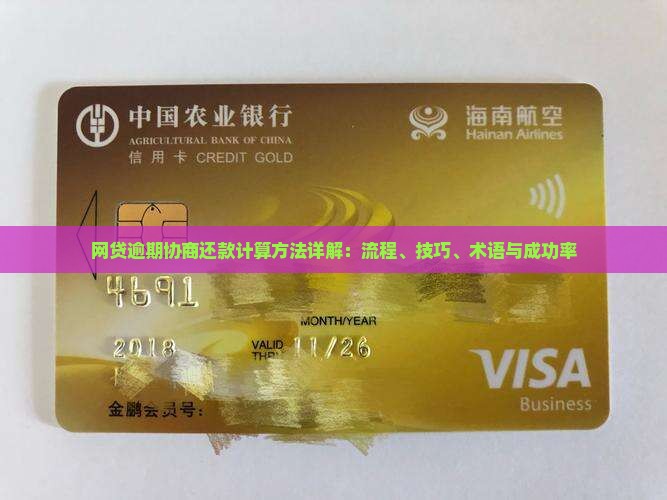 中国农业银行
AGRICULTURAL BANK OF CHINA
信用卡 CREDIT GOLD
海南航空
Hainan Airlines
网贷逾期协商还款计算方法详解：流程、技巧、术语与成功率
4691
MONTH/YEAR
2018
VALID
THRU
11/26
VISA
Business
金鹏会员号：